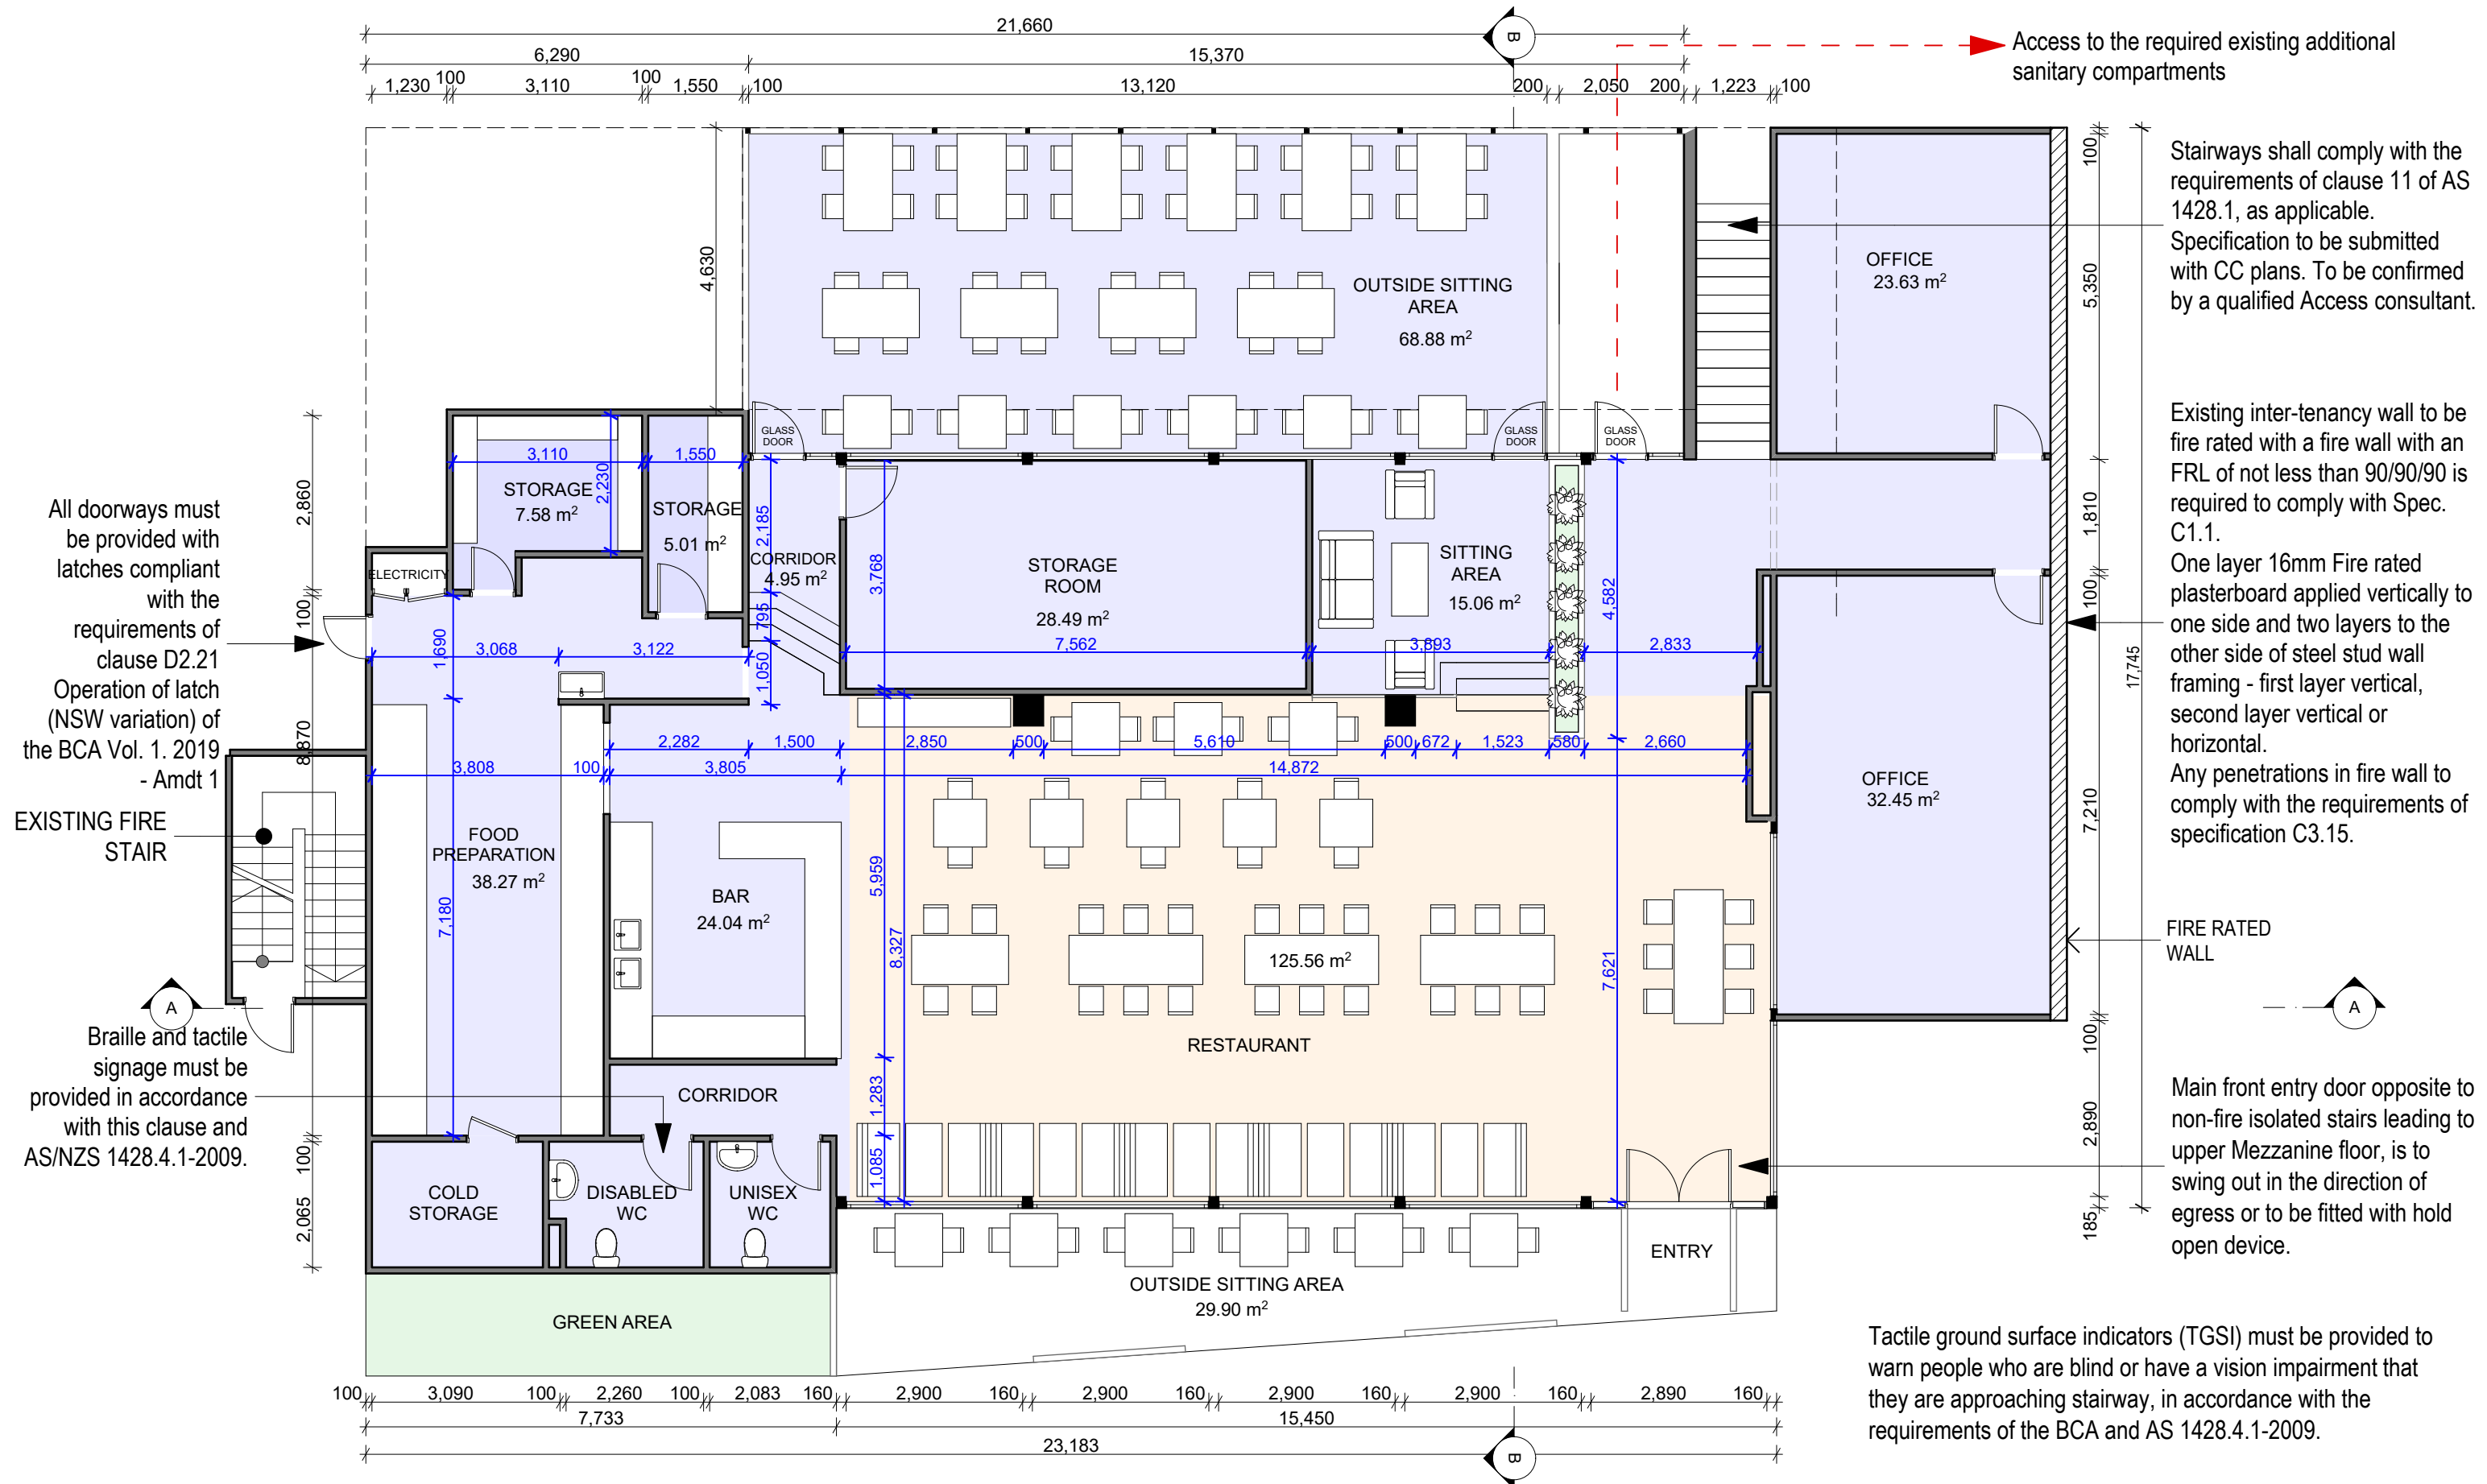 21,660
B
6,290
15,370
1,230
100
3,110
100
1,550
100
13,120
200
2,050
200
1,223
100
Access to the required existing additional
sanitary compartments
4,630
OUTSIDE SITTING
AREA
68.88 m²
GLASS
DOOR
GLASS
DOOR
GLASS
DOOR
OFFICE
23.63 m²
100
5,350
1,810
100
7,210
100
2,890
185
17,745
Stairways shall comply with the
requirements of clause 11 of AS
1428.1, as applicable.
Specification to be submitted
with CC plans. To be confirmed
by a qualified Access consultant.
Existing inter-tenancy wall to be
fire rated with a fire wall with an
FRL of not less than 90/90/90 is
required to comply with Spec.
C1.1.
One layer 16mm Fire rated
plasterboard applied vertically to
one side and two layers to the
other side of steel stud wall
framing - first layer vertical,
second layer vertical or
horizontal.
Any penetrations in fire wall to
comply with the requirements of
specification C3.15.
FIRE RATED
WALL
A
Main front entry door opposite to
non-fire isolated stairs leading to
upper Mezzanine floor, is to
swing out in the direction of
egress or to be fitted with hold
open device.
All doorways must
be provided with
latches compliant
with the
requirements of
clause D2.21
Operation of latch
(NSW variation) of
the BCA Vol. 1. 2019
- Amdt 1
EXISTING FIRE
STAIR
A
Braille and tactile
signage must be
provided in accordance
with this clause and
AS/NZS 1428.4.1-2009.
2,860
100
8,870
100
2,065
3,110
1,550
2,230
STORAGE
7.58 m²
STORAGE
5.01 m²
ELECTRICITY
2,185
CORRIDOR
4.95 m²
795
1,050
3,768
STORAGE
ROOM
28.49 m²
7,562
SITTING
AREA
15.06 m²
3,893
4,582
2,833
1,690
3,068
3,122
2,282
1,500
2,850
500
5,610
500
672
1,523
580
2,660
3,808
100
3,805
14,872
OFFICE
32.45 m²
FOOD
PREPARATION
38.27 m²
7,180
BAR
24.04 m²
5,959
8,327
125.56 m²
7,621
RESTAURANT
CORRIDOR
1,283
1,085
COLD
STORAGE
DISABLED
WC
UNISEX
WC
ENTRY
OUTSIDE SITTING AREA
29.90 m²
GREEN AREA
Tactile ground surface indicators (TGSI) must be provided to
warn people who are blind or have a vision impairment that
they are approaching stairway, in accordance with the
requirements of the BCA and AS 1428.4.1-2009.
100
3,090
100
2,260
100
2,083
160
2,900
160
2,900
160
2,900
160
2,900
160
2,890
160
7,733
15,450
23,183
B